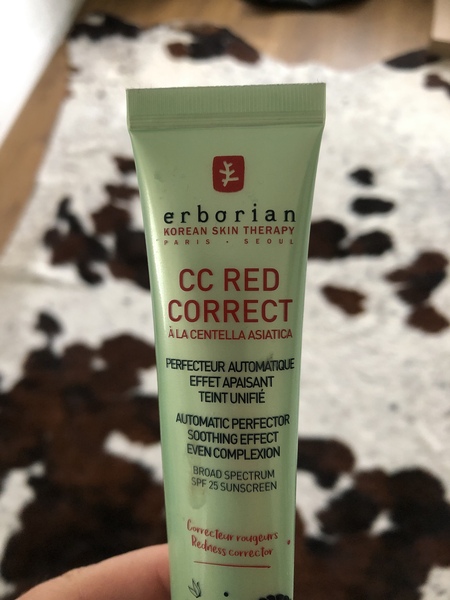 erborian
KOREAN SKIN THERAPY
PARIS · SEOUL
CC RED
CORRECT
À LA CENTELLA ASIATICA
PERFECTEUR AUTOMATIQUE
EFFET APAISANT
TEINT UNIFIÉ
AUTOMATIC PERFECTOR
SOOTHING EFFECT
EVEN COMPLEXION
BROAD SPECTRUM
SPF 25 SUNSCREEN
Correcteur rougeurs
Redness corrector